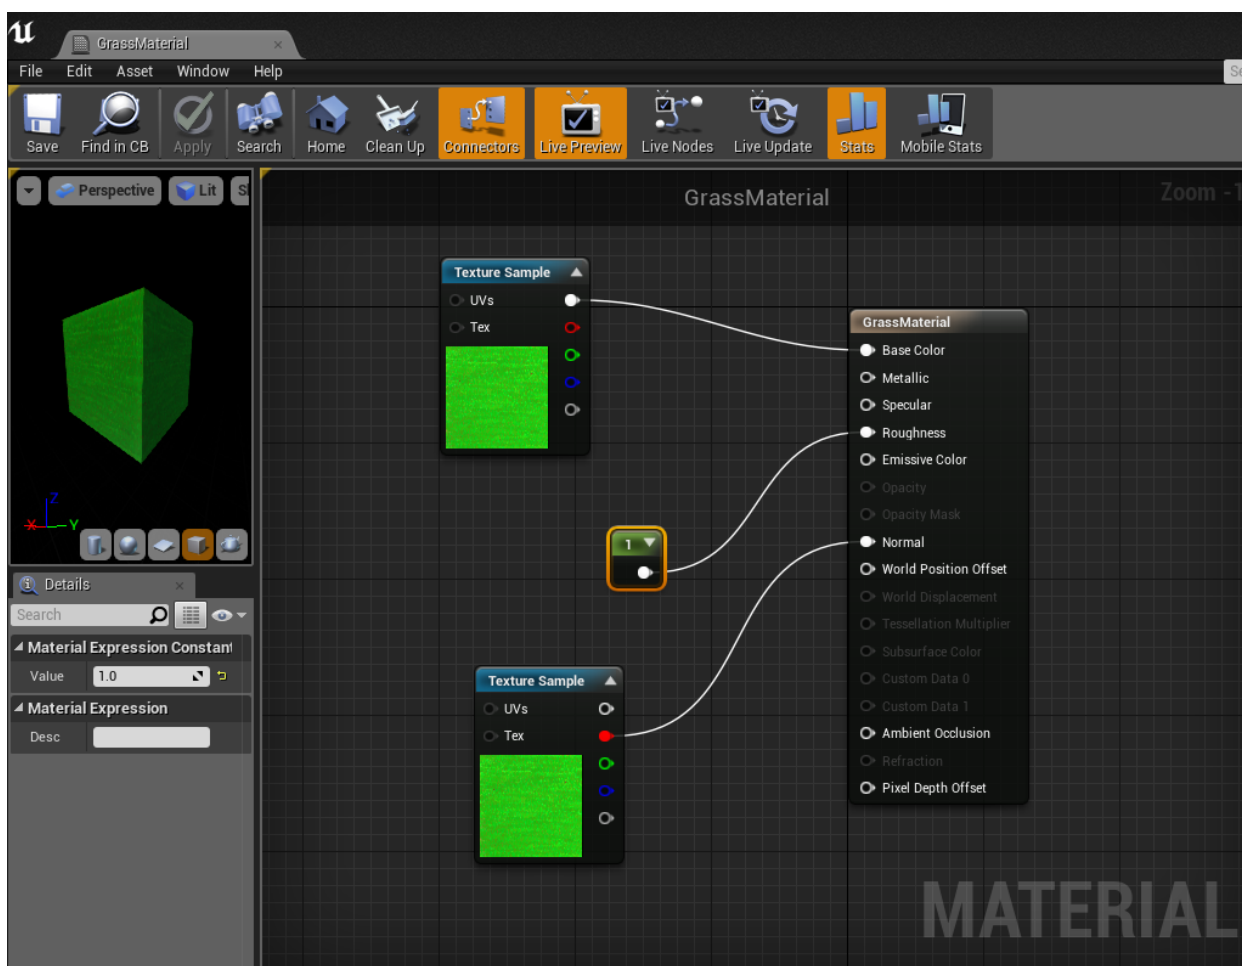 GrassMaterial
File Edit Asset Window Help
Save Find in CB Apply Search Home Clean Up Connectors Live Preview Live Nodes Live Update Stats Mobile Stats
Perspective Lit
GrassMaterial
Zoom -1
Texture Sample
UVs
Tex
GrassMaterial
Base Color
Metallic
Specular
Roughness
Emissive Color
Opacity
Opacity Mask
Normal
World Position Offset
World Displacement
Tessellation Multiplier
Subsurface Color
Custom Data 0
Custom Data 1
Ambient Occlusion
Refraction
Pixel Depth Offset
1
Texture Sample
UVs
Tex
Z
X Y
Details
Search
Material Expression Constant
Value 1.0
Material Expression
Desc
MATERIAL